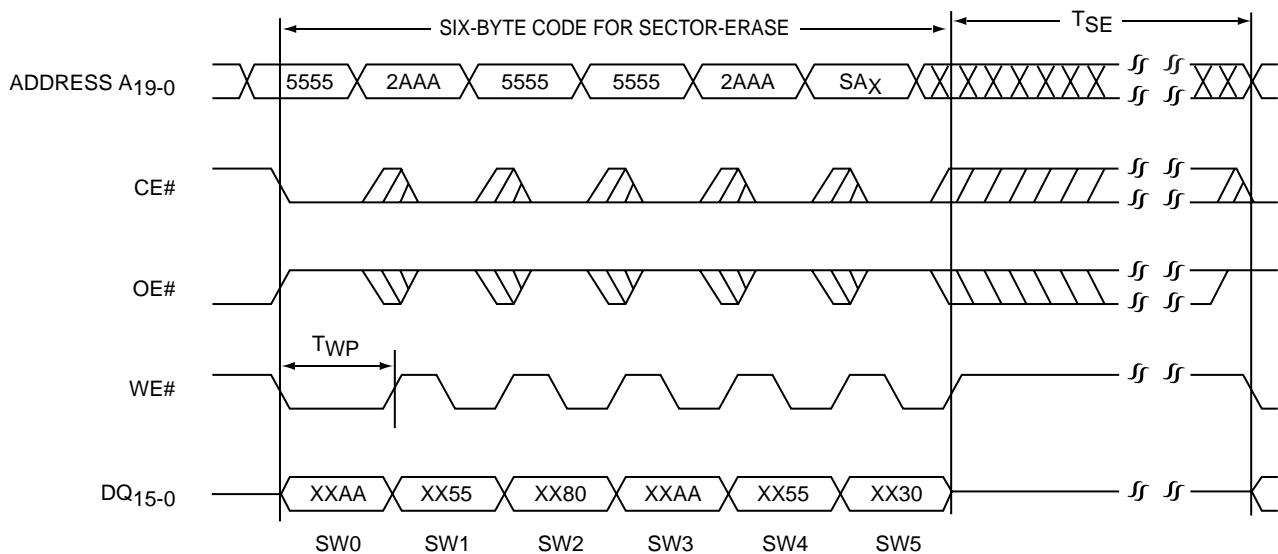 SIX-BYTE CODE FOR SECTOR-ERASE
TSE
ADDRESS A19-0
5555 2AAA 5555 5555 2AAA SAX
CE#
OE#
TWP
WE#
DQ15-0
XXAA XX55 XX80 XXAA XX55 XX30
SW0 SW1 SW2 SW3 SW4 SW5